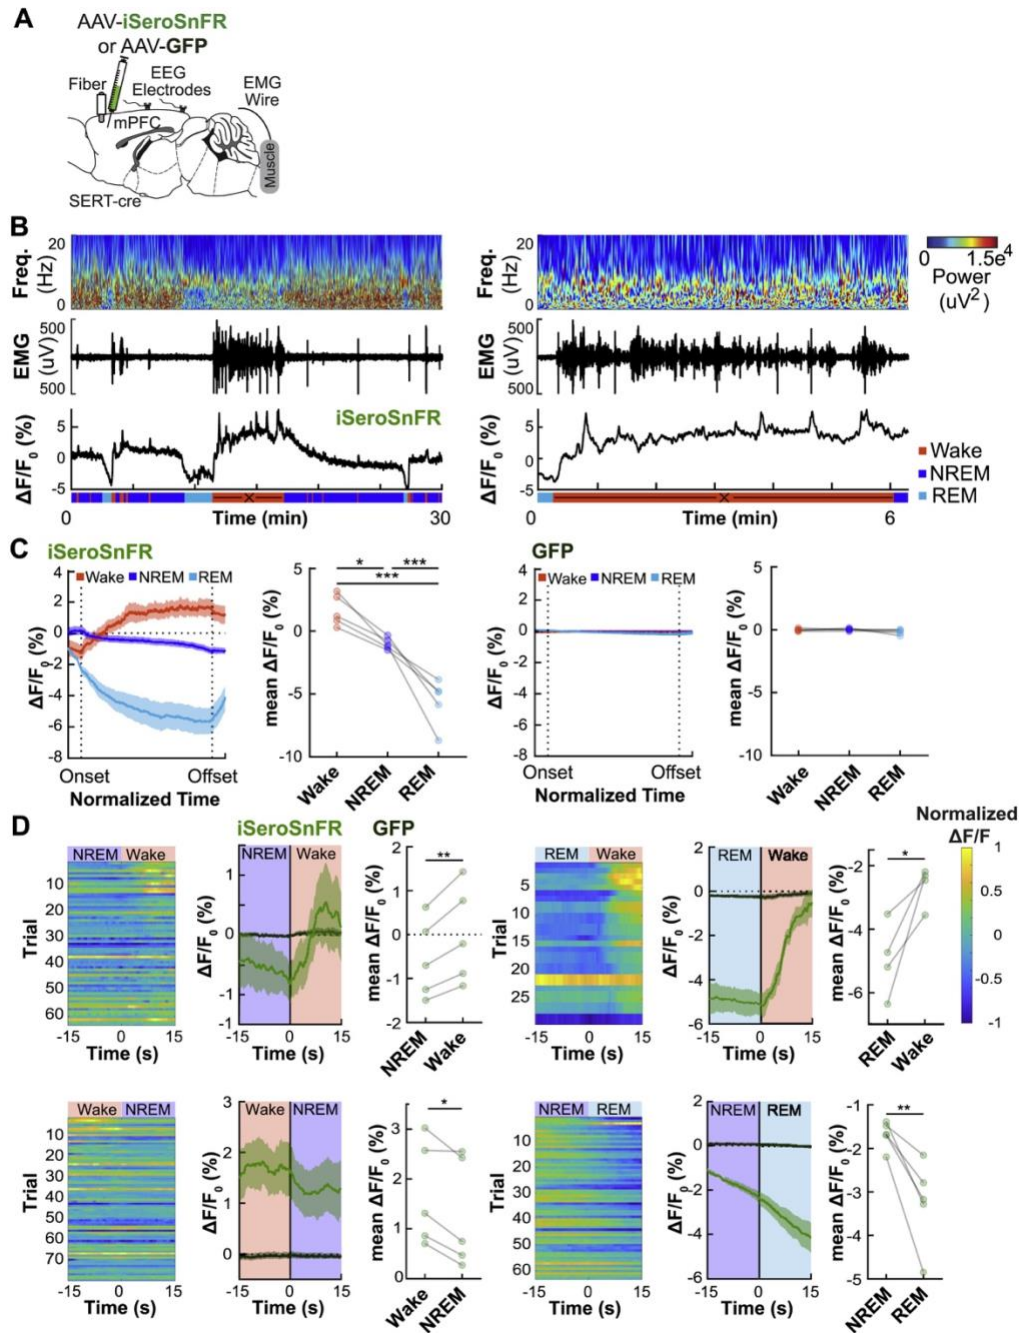 A
AAV-iSeroSnFR
or AAV-GFP
Fiber
EEG
Electrodes
EMG
Wire
mPFC
Muscle
SERT-cre
B
20
Freq.
(Hz)
0
20
Freq.
(Hz)
0
0
1.5e⁴
Power
(uV²)
500
EMG
(uV)
500
500
EMG
(uV)
500
iSeroSnFR
5
0
-5
ΔF/F₀ (%)
5
0
-5
ΔF/F₀ (%)
Wake
NREM
REM
0
Time (min)
30
0
Time (min)
6
C
iSeroSnFR
Wake
NREM
REM
4
2
0
-2
-4
-6
-8
ΔF/F₀ (%)
Onset
Offset
Normalized Time
* ***
***
5
0
-5
-10
mean ΔF/F₀ (%)
Wake
NREM
REM
GFP
Wake
NREM
REM
4
2
0
-2
-4
-6
-8
ΔF/F₀ (%)
Onset
Offset
Normalized Time
5
0
-5
-10
mean ΔF/F₀ (%)
Wake
NREM
REM
D
iSeroSnFR
GFP
Normalized
ΔF/F
1
0.5
0
-0.5
-1
NREM
Wake
Trial
10
20
30
40
50
60
-15
0
15
Time (s)
NREM
Wake
ΔF/F₀ (%)
1
0
-1
-1
-15
0
15
Time (s)
**
mean ΔF/F₀ (%)
2
1
0
-1
-2
NREM
Wake
REM
Wake
Trial
5
10
15
20
25
-15
0
15
Time (s)
REM
Wake
ΔF/F₀ (%)
0
-2
-4
-6
-15
0
15
Time (s)
*
mean ΔF/F₀ (%)
-2
-4
-6
REM
Wake
Wake
NREM
Trial
10
20
30
40
50
60
70
-15
0
15
Time (s)
Wake
NREM
ΔF/F₀ (%)
3
2
1
0
-15
0
15
Time (s)
*
mean ΔF/F₀ (%)
3
2
1
0
Wake
NREM
NREM
REM
Trial
10
20
30
40
50
60
-15
0
15
Time (s)
NREM
REM
ΔF/F₀ (%)
2
0
-2
-4
-6
-15
0
15
Time (s)
**
mean ΔF/F₀ (%)
-1
-2
-3
-4
-5
NREM
REM